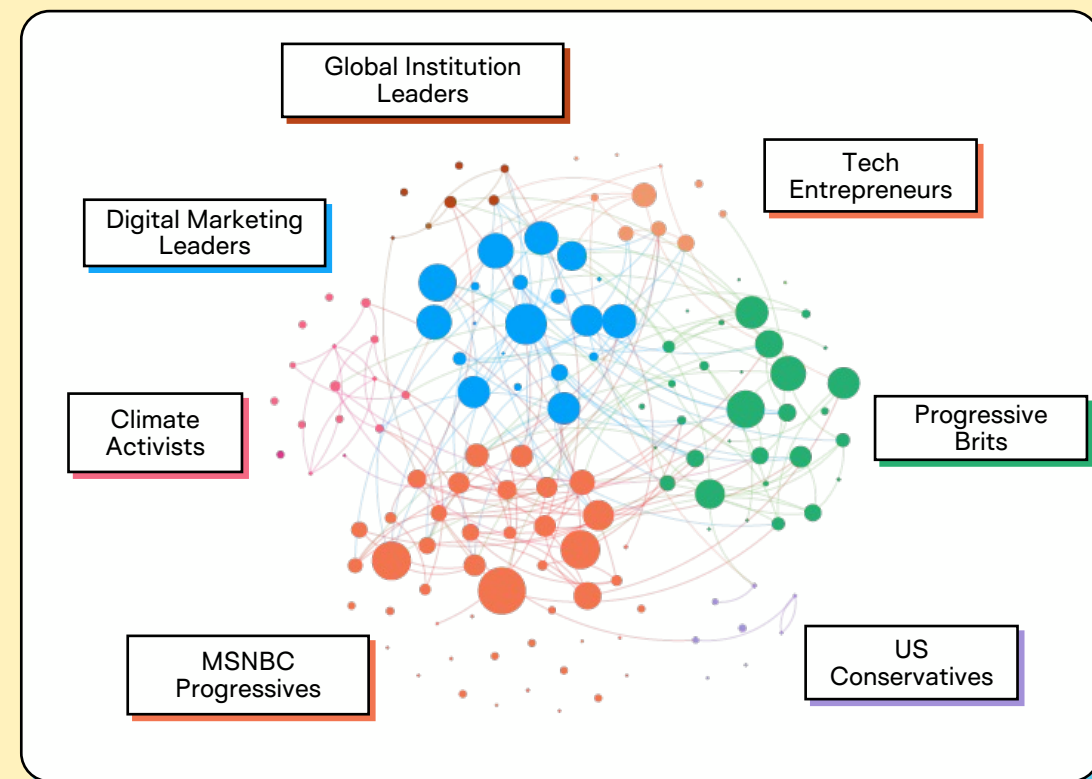 Global Institution
Leaders
Tech
Entrepreneurs
Digital Marketing
Leaders
Climate
Activists
Progressive
Brits
MSNBC
Progressives
US
Conservatives